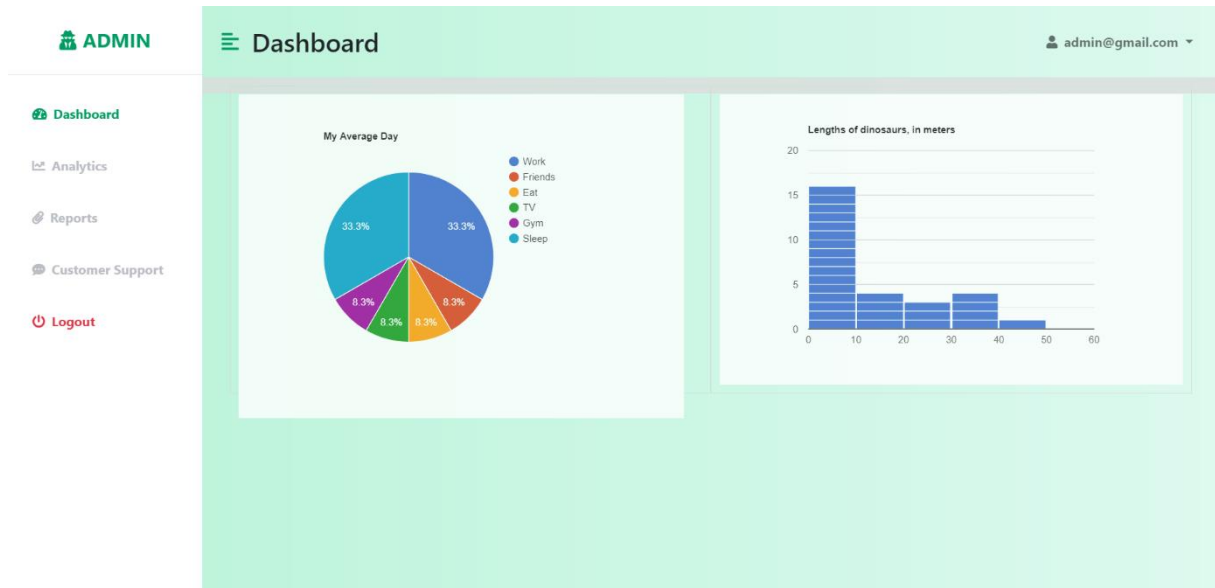 ADMIN
Dashboard
admin@gmail.com
Dashboard
Analytics
Reports
Customer Support
Logout
My Average Day
Work
Friends
Eat
TV
Gym
Sleep
33.3%
33.3%
8.3%
8.3%
8.3%
8.3%
Lengths of dinosaurs, in meters
20
15
10
5
0
0 10 20 30 40 50 60